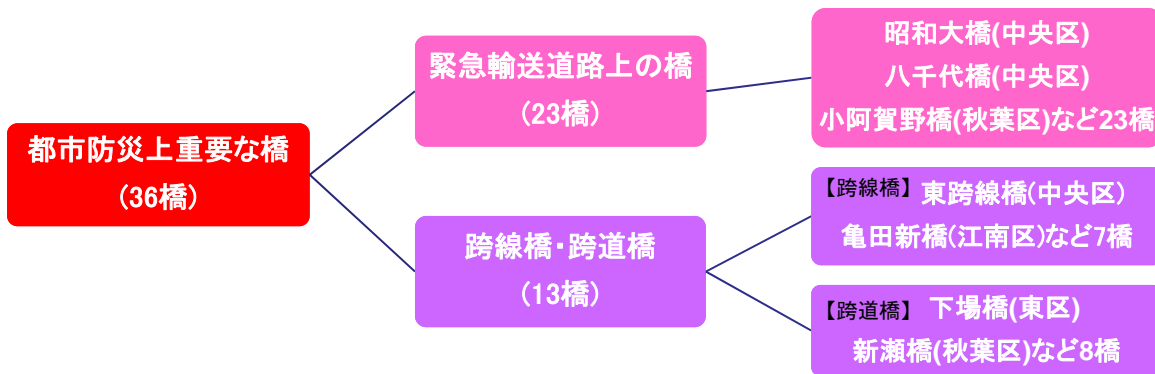 都市防災上重要な橋
(36橋)
緊急輸送道路上の橋
(23橋)
昭和大橋(中央区)
八千代橋(中央区)
小阿賀野橋(秋葉区)など23橋
跨線橋・跨道橋
(13橋)
【跨線橋】 東跨線橋(中央区)
亀田新橋(江南区)など7橋
【跨道橋】 下場橋(東区)
新瀬橋(秋葉区)など8橋